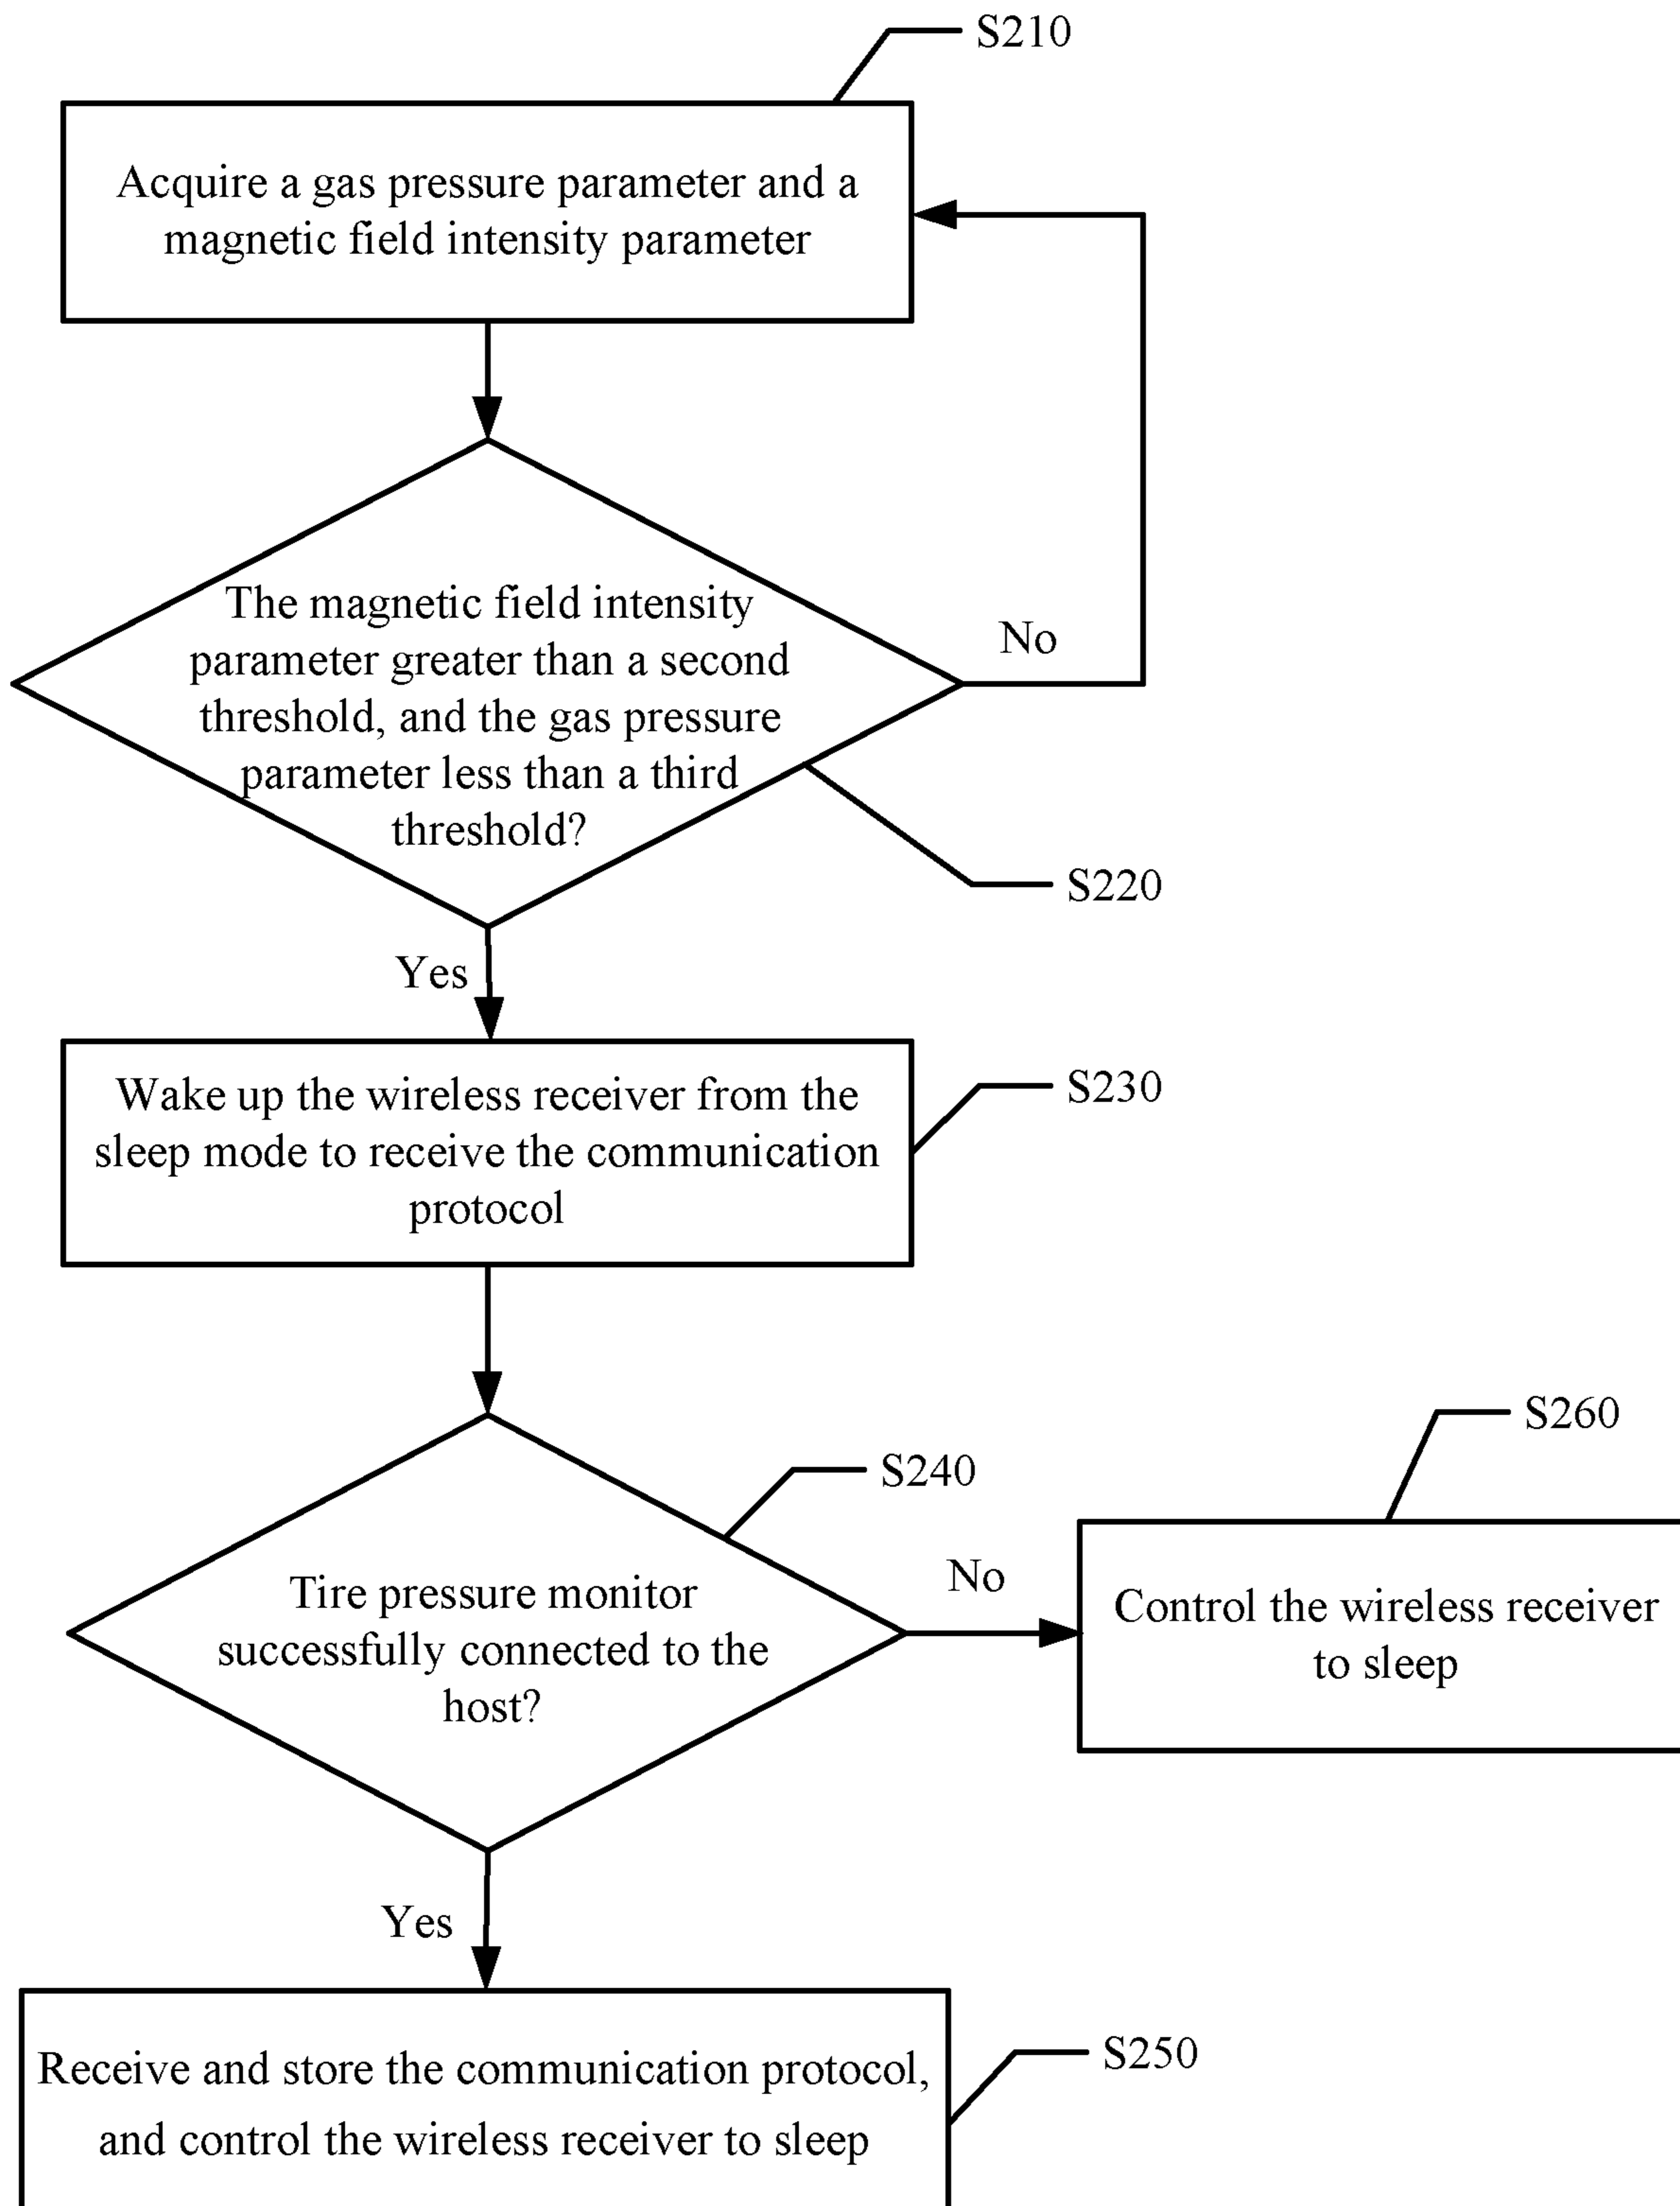 S210
Acquire a gas pressure parameter and a
magnetic field intensity parameter
The magnetic field intensity
parameter greater than a second
threshold, and the gas pressure
parameter less than a third
threshold?
No
S220
Yes
Wake up the wireless receiver from the
sleep mode to receive the communication
protocol
S230
S240
Tire pressure monitor
successfully connected to the
host?
No
S260
Control the wireless receiver
to sleep
Yes
Receive and store the communication protocol,
and control the wireless receiver to sleep
S250